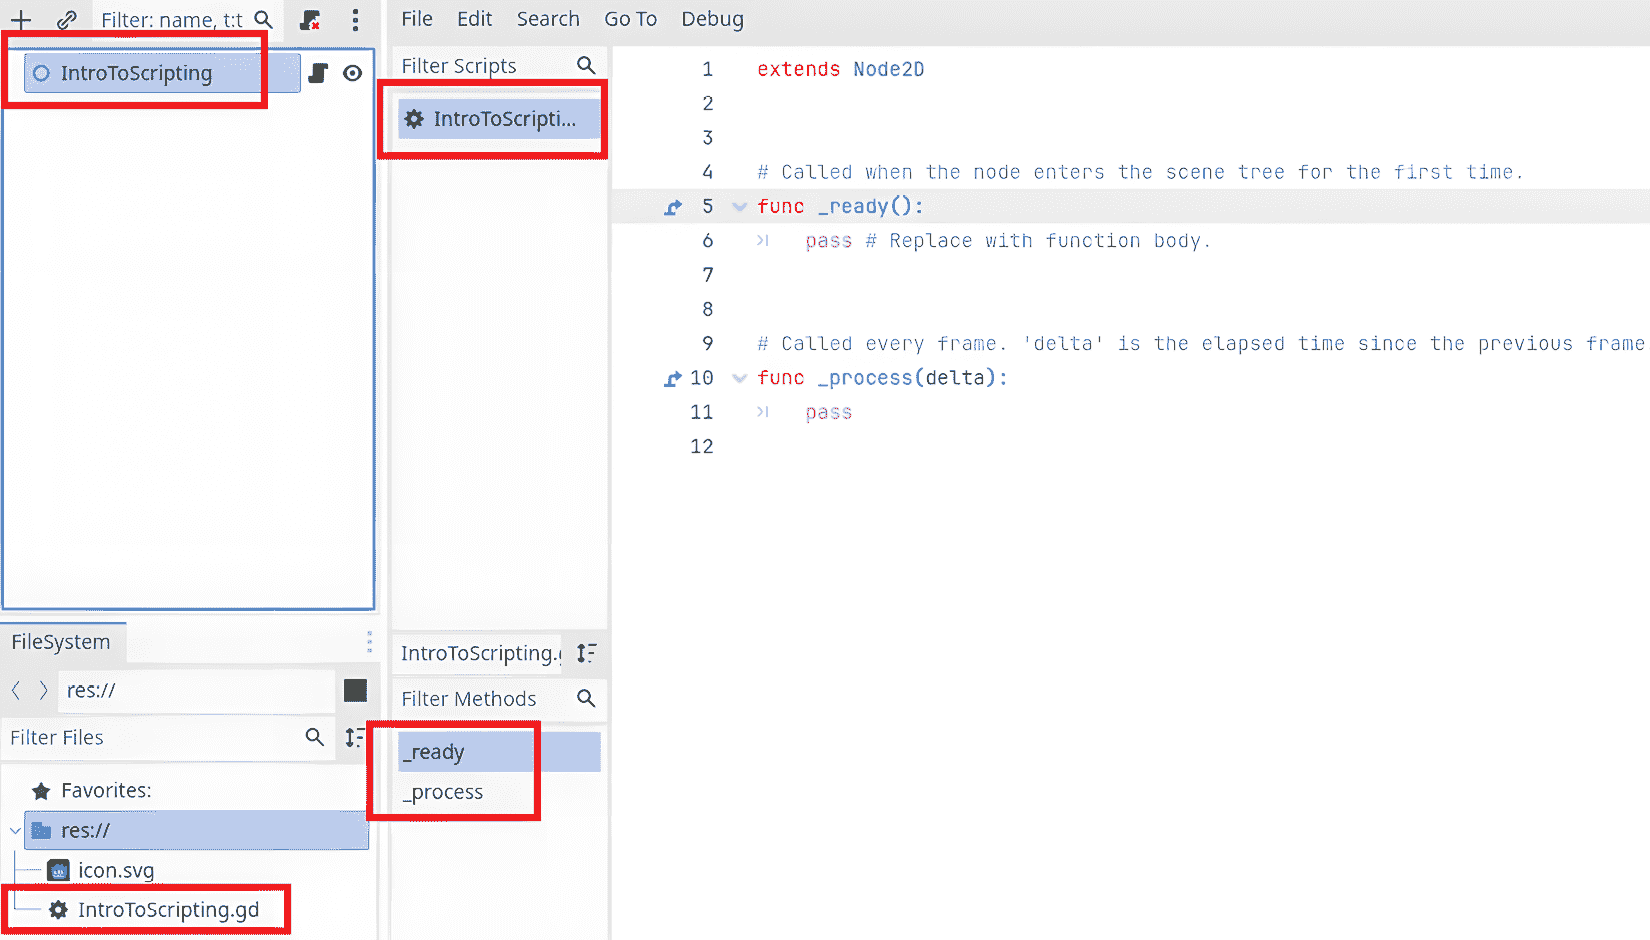 Filter: name, t:t
IntroToScripting
FileSystem
res://
Filter Files
Favorites:
res://
icon.svg
IntroToScripting.gd
File Edit Search Go To Debug
Filter Scripts
IntroToScripti...
IntroToScripting.g
Filter Methods
_ready
_process
1 extends Node2D
2
3
4 # Called when the node enters the scene tree for the first time.
5 func _ready():
6 pass # Replace with function body.
7
8
9 # Called every frame. 'delta' is the elapsed time since the previous frame
10 func _process(delta):
11 pass
12